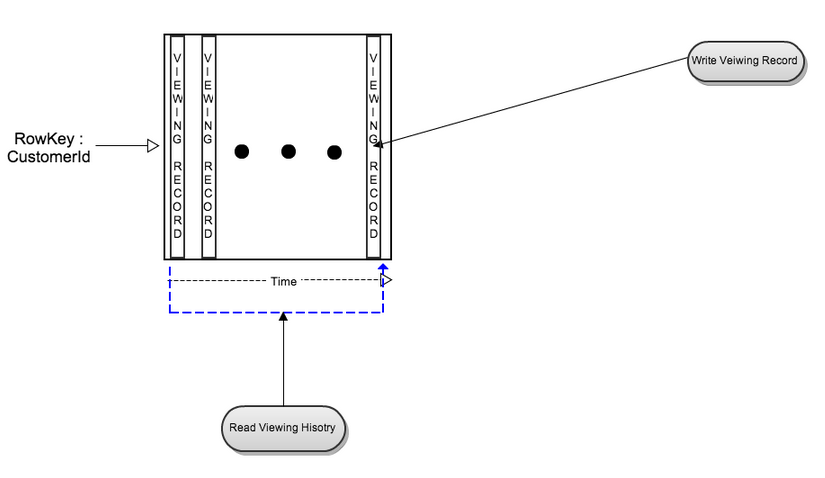 Write Veiwing Record
RowKey :
CustomerId
VIEWING RECORD
VIEWING RECORD
VIEWING RECORD
Time
Read Viewing Hisotry